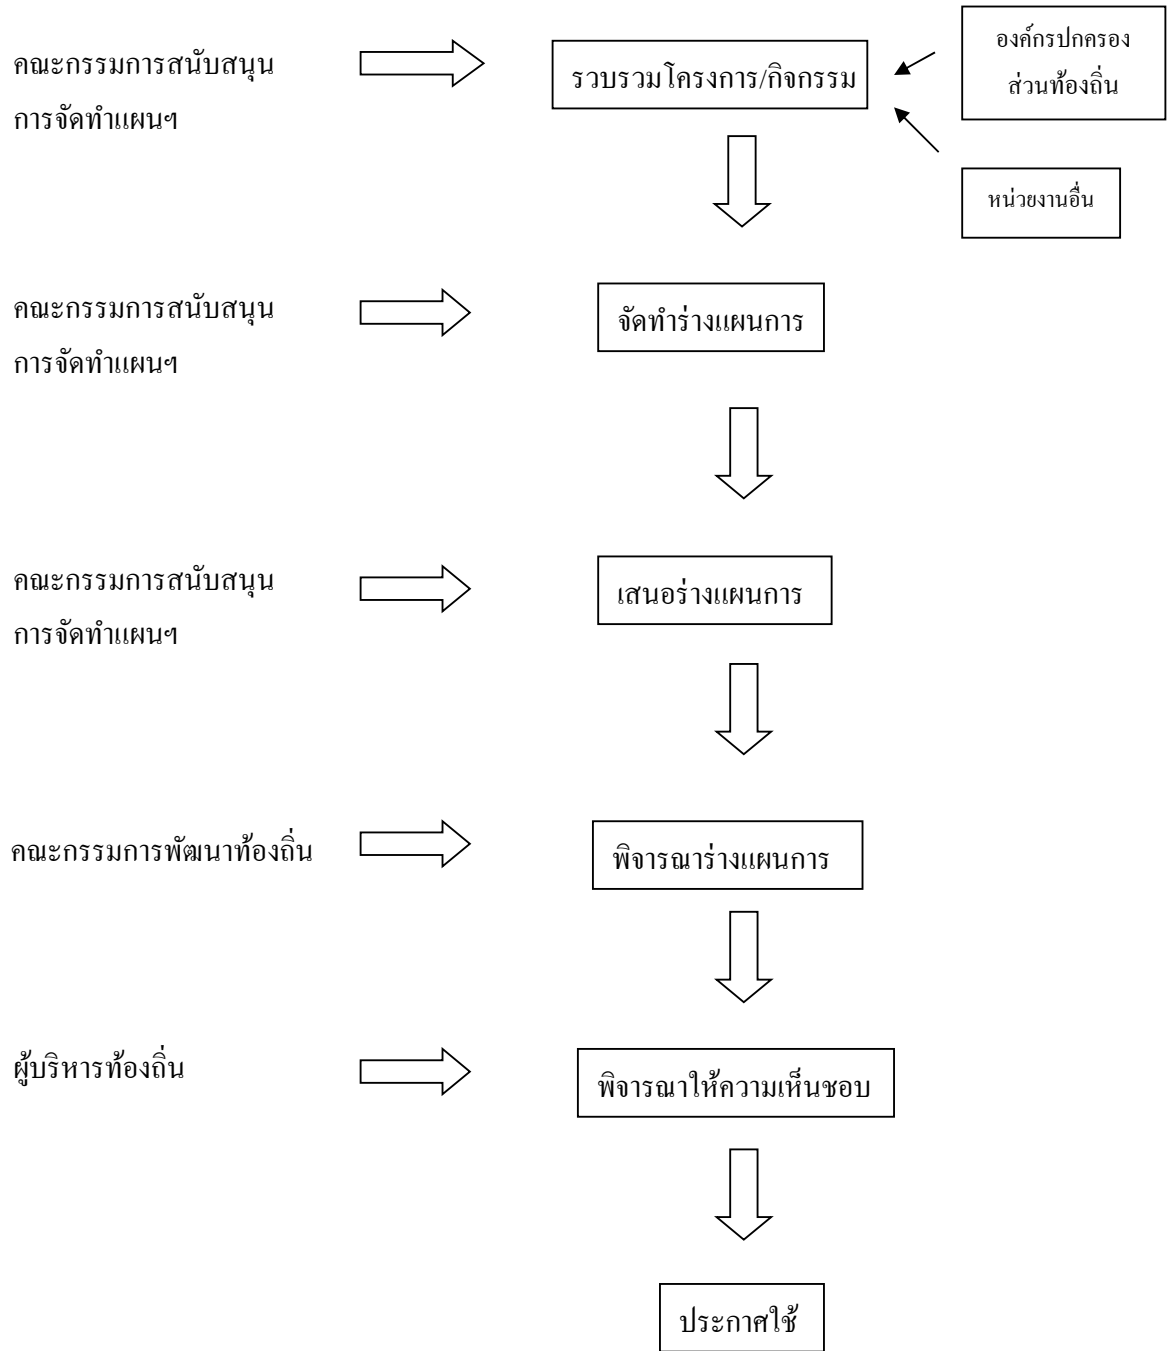 คณะกรรมการสนับสนุน
การจัดทำแผนฯ
รวบรวมโครงการ/กิจกรรม
องค์กรปกครอง
ส่วนท้องถิ่น
หน่วยงานอื่น
คณะกรรมการสนับสนุน
การจัดทำแผนฯ
จัดทำร่างแผนการ
คณะกรรมการสนับสนุน
การจัดทำแผนฯ
เสนอร่างแผนการ
คณะกรรมการพัฒนาท้องถิ่น
พิจารณาร่างแผนการ
ผู้บริหารท้องถิ่น
พิจารณาให้ความเห็นชอบ
ประกาศใช้